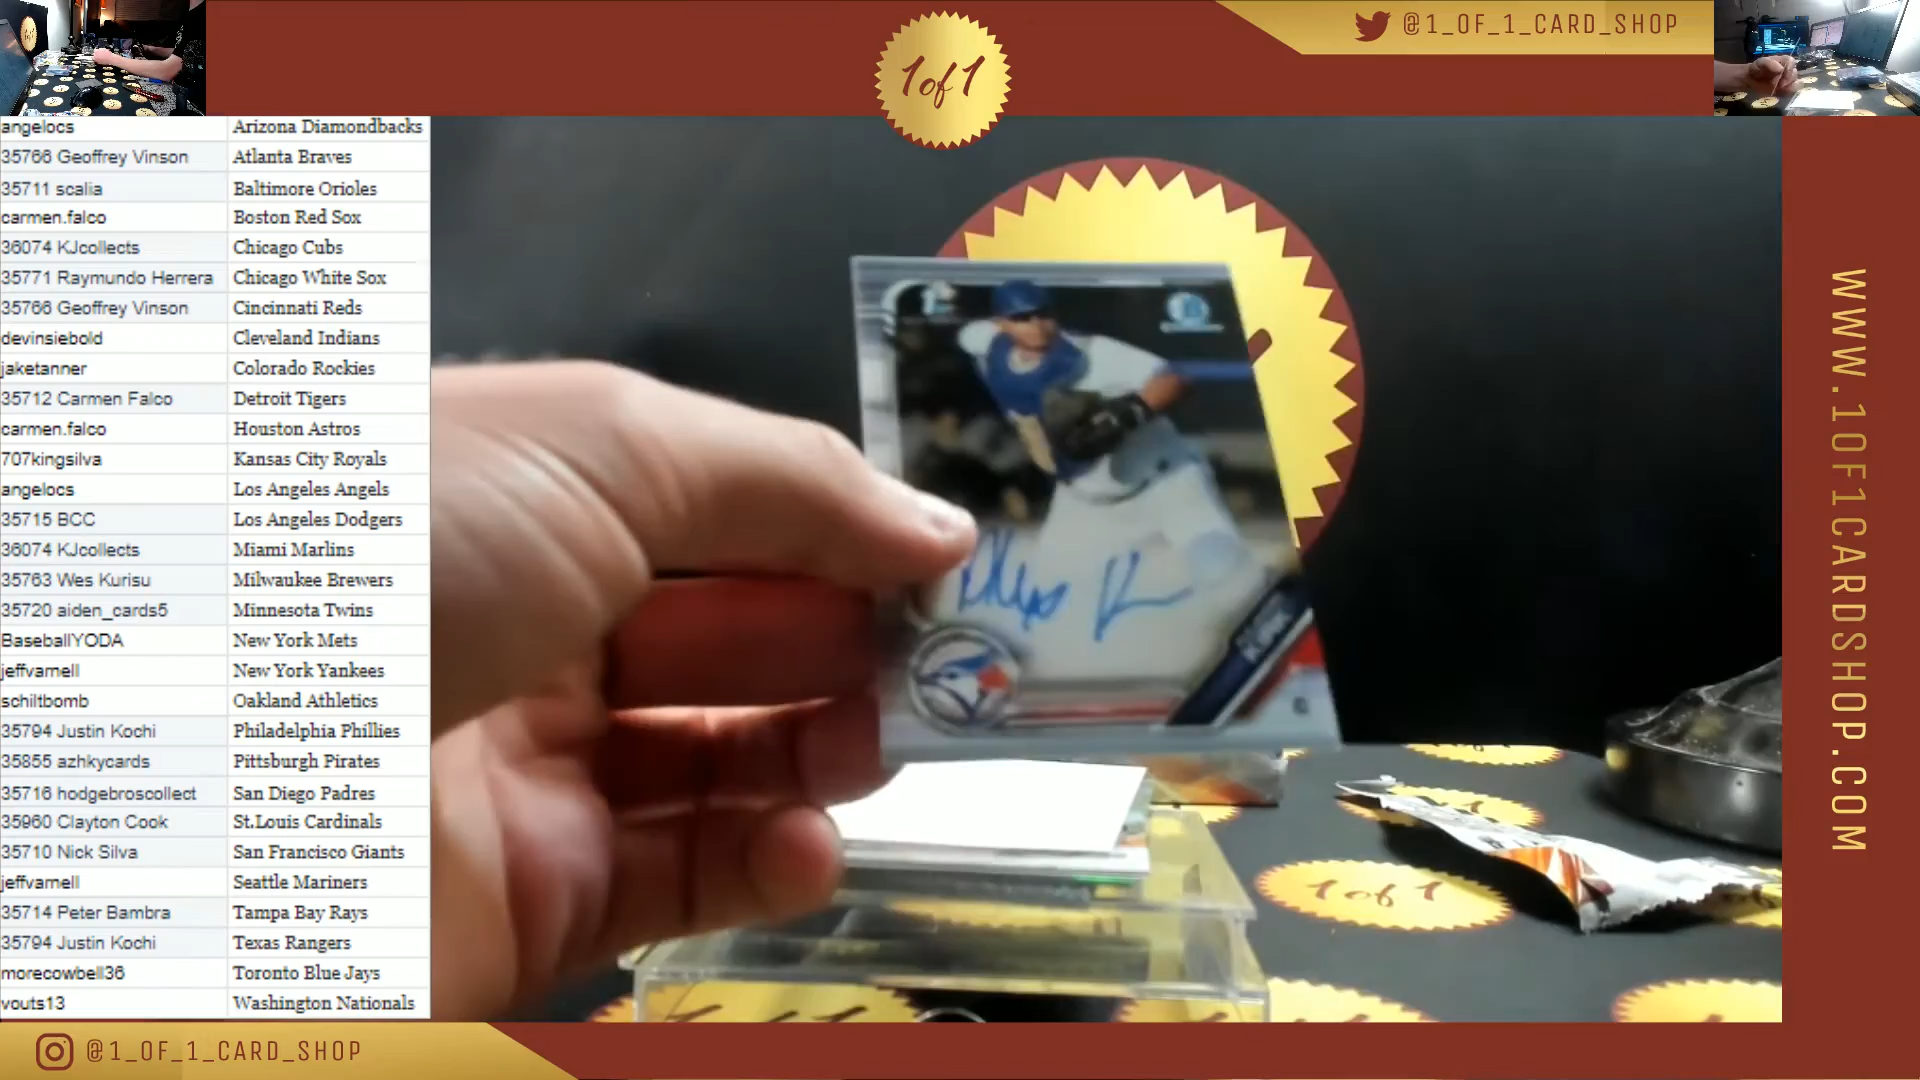 1of1
@1_OF_1_CARD_SHOP
angelocs Arizona Diamondbacks
35766 Geoffrey Vinson Atlanta Braves
35711 scalia Baltimore Orioles
carmen.falco Boston Red Sox
36074 KJcollects Chicago Cubs
35771 Raymundo Herrera Chicago White Sox
35766 Geoffrey Vinson Cincinnati Reds
devinsiebold Cleveland Indians
jaketanner Colorado Rockies
35712 Carmen Falco Detroit Tigers
carmen.falco Houston Astros
707kingsilva Kansas City Royals
angelocs Los Angeles Angels
35715 BCC Los Angeles Dodgers
36074 KJcollects Miami Marlins
35763 Wes Kurisu Milwaukee Brewers
35720 aiden_cards5 Minnesota Twins
BaseballYODA New York Mets
jeffvarnell New York Yankees
schiltbomb Oakland Athletics
35794 Justin Kochi Philadelphia Phillies
35855 azhkycards Pittsburgh Pirates
35716 hodgebroscollect San Diego Padres
35960 Clayton Cook St.Louis Cardinals
35710 Nick Silva San Francisco Giants
jeffvarnell Seattle Mariners
35714 Peter Bambra Tampa Bay Rays
35794 Justin Kochi Texas Rangers
morecowbell36 Toronto Blue Jays
vouts13 Washington Nationals
1st
C
1of1
WWW.1OF1CARDSHOP.COM
@1_OF_1_CARD_SHOP